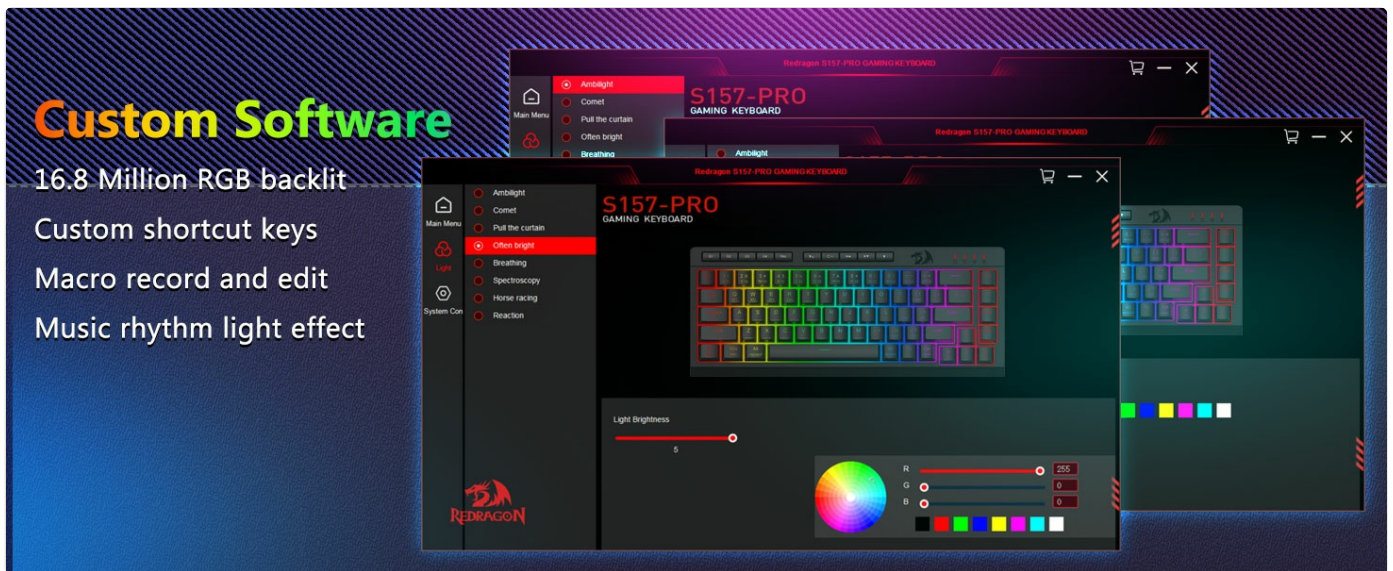 Custom Software
16.8 Million RGB backlit
Custom shortcut keys
Macro record and edit
Music rhythm light effect
Redragon S157-PRO GAMING KEYBOARD
Ambilight
Comet
Pull the curtain
Often bright
Breathing
Main Menu
S157-PRO
GAMING KEYBOARD
Redragon S157-PRO GAMING KEYBOARD
Ambilight
Redragon S157-PRO GAMING KEYBOARD
Main Menu
Light
System Con
Ambilight
Comet
Pull the curtain
Often bright
Breathing
Spectroscopy
Horse racing
Reaction
S157-PRO
GAMING KEYBOARD
Light Brightness
5
R 255
G 0
B 0
REDRAGON